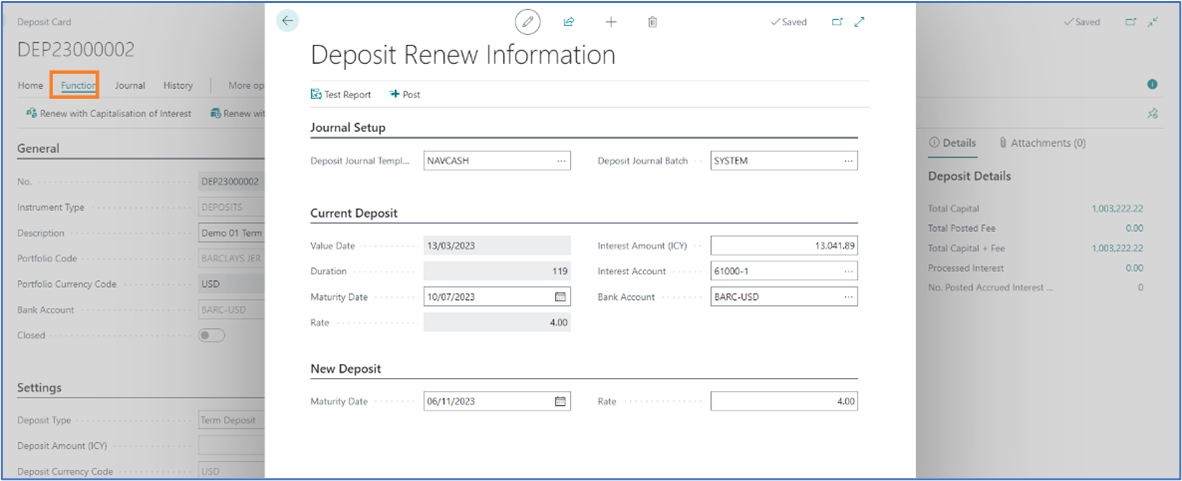 Deposit Card
Saved
DEP23000002
Home Function Journal History More op
Renew with Capitalisation of Interest Renew wit
General
No. DEP23000002
Instrument Type DEPOSITS
Description Demo 01 Term
Portfolio Code BARCLAYS JER
Portfolio Currency Code USD
Bank Account BARC-USD
Closed
Settings
Deposit Type Term Deposit
Deposit Amount (ICY)
Deposit Currency Code USD
Saved
Deposit Renew Information
Test Report Post
Journal Setup
Deposit Journal Templ... NAVCASH ... Deposit Journal Batch SYSTEM ...
Current Deposit
Value Date 13/03/2023 Interest Amount (ICY) 13.041.89
Duration 119 Interest Account 61000-1 ...
Maturity Date 10/07/2023 Bank Account BARC-USD ...
Rate 4.00
New Deposit
Maturity Date 06/11/2023 Rate 4.00
Details Attachments (0)
Deposit Details
Total Capital 1,003,222.22
Total Posted Fee 0.00
Total Capital + Fee 1,003,222.22
Processed Interest 0.00
No. Posted Accrued Interest ... 0